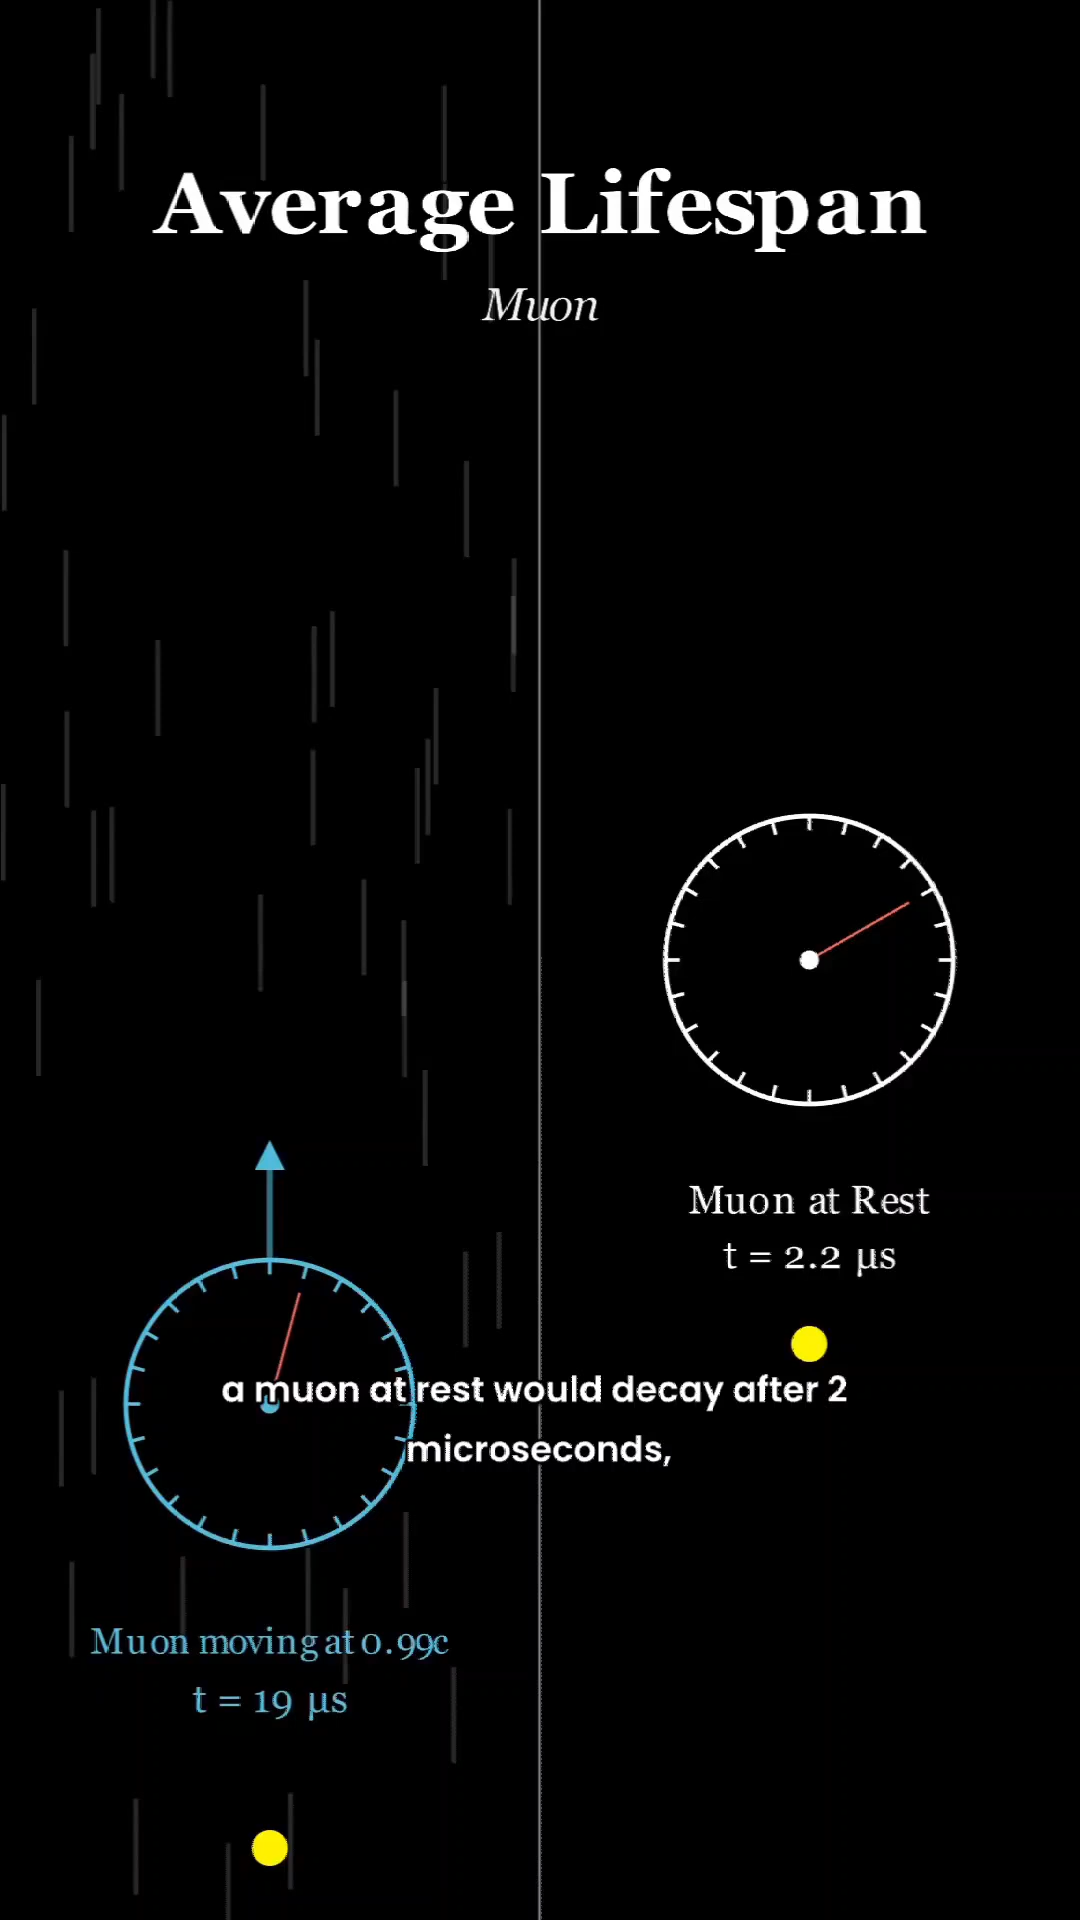 Average Lifespan
Muon
Muon at Rest
t = 2.2 µs
a muon at rest would decay after 2
microseconds,
Muon moving at 0.99c
t = 19 µs